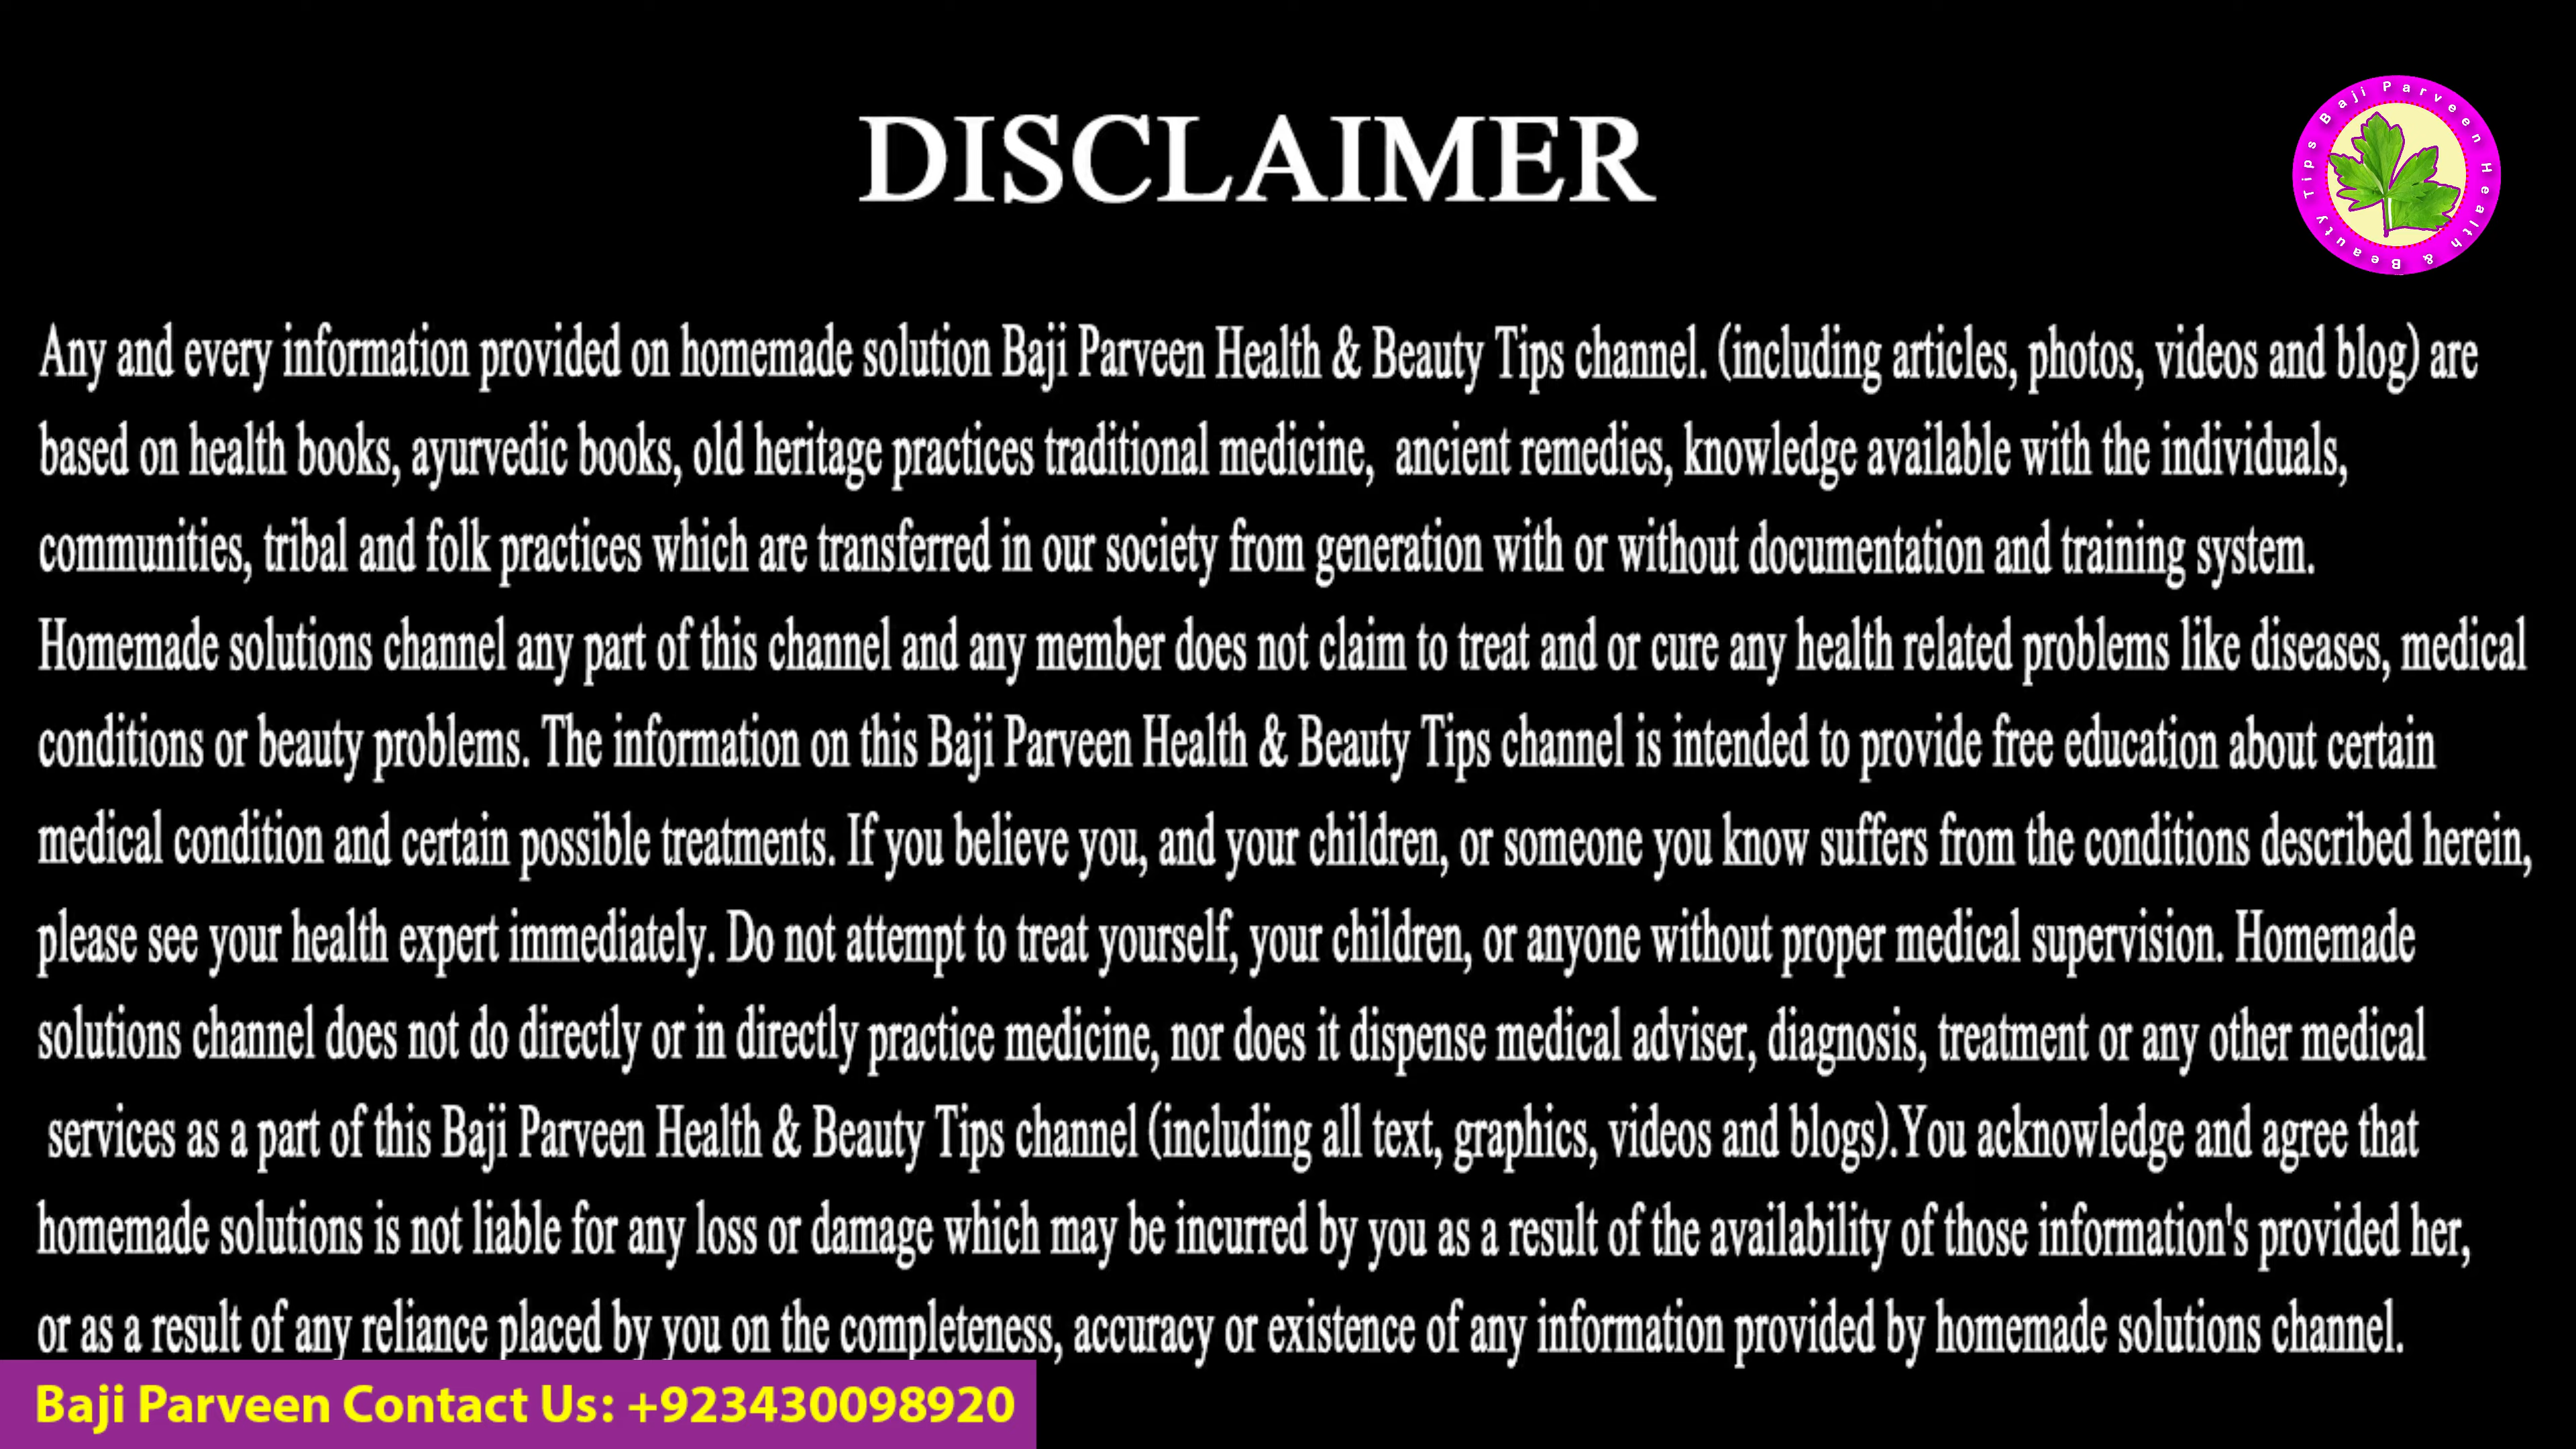 DISCLAIMER
Baji Parveen Health & Beauty Tips
Any and every information provided on homemade solution Baji Parveen Health & Beauty Tips channel. (including articles, photos, videos and blog) are
based on health books, ayurvedic books, old heritage practices traditional medicine, ancient remedies, knowledge available with the individuals,
communities, tribal and folk practices which are transferred in our society from generation with or without documentation and training system.
Homemade solutions channel any part of this channel and any member does not claim to treat and or cure any health related problems like diseases, medical
conditions or beauty problems. The information on this Baji Parveen Health & Beauty Tips channel is intended to provide free education about certain
medical condition and certain possible treatments. If you believe you, and your children, or someone you know suffers from the conditions described herein,
please see your health expert immediately. Do not attempt to treat yourself, your children, or anyone without proper medical supervision. Homemade
solutions channel does not do directly or in directly practice medicine, nor does it dispense medical adviser, diagnosis, treatment or any other medical
services as a part of this Baji Parveen Health & Beauty Tips channel (including all text, graphics, videos and blogs).You acknowledge and agree that
homemade solutions is not liable for any loss or damage which may be incurred by you as a result of the availability of those information's provided her,
or as a result of any reliance placed by you on the completeness, accuracy or existence of any information provided by homemade solutions channel.
Baji Parveen Contact Us: +923430098920